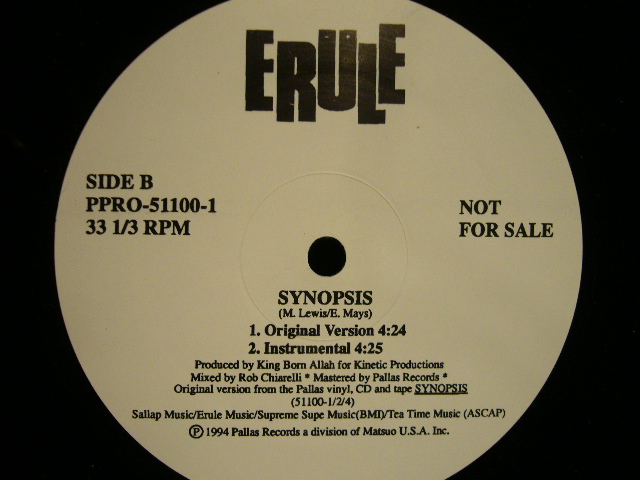 ERULE
SIDE B
PPRO-51100-1
33 1/3 RPM
NOT
FOR SALE
SYNOPSIS
(M. Lewis/E. Mays)
1. Original Version 4:24
2. Instrumental 4:25
Produced by King Born Allah for Kinetic Productions
Mixed by Rob Chiarelli * Mastered by Pallas Records *
Original version from the Pallas vinyl, CD and tape SYNOPSIS
(51100-1/2/4)
Sallap Music/Erule Music/Supreme Supe Music(BMI)/Tea Time Music (ASCAP)
℗ 1994 Pallas Records a division of Matsuo U.S.A. Inc.